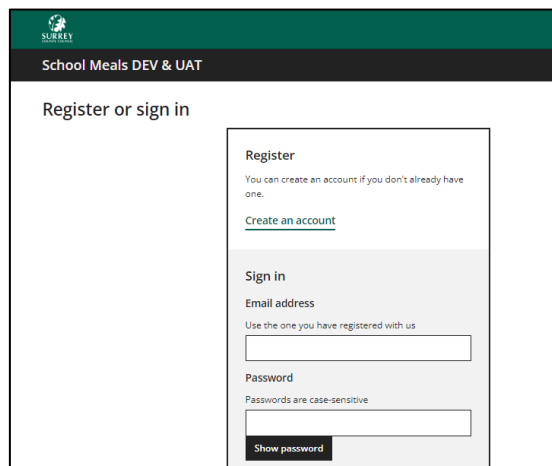 SURREY
COUNTY COUNCIL
School Meals DEV & UAT
Register or sign in
Register
You can create an account if you don't already have
one.
Create an account
Sign in
Email address
Use the one you have registered with us
Password
Passwords are case-sensitive
Show password